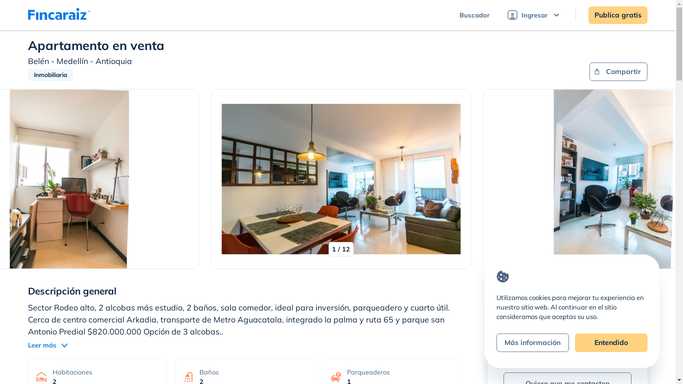 Fincaraiz
Buscador
Ingresar
Publica gratis
Apartamento en venta
Belén - Medellín - Antioquia
Inmobiliaria
Compartir
1 / 12
Descripción general
Sector Rodeo alto, 2 alcobas más estudio, 2 baños, sala comedor, ideal para inversión, parqueadero y cuarto útil.
Cerca de centro comercial Arkadia, transporte de Metro Aguacatala, integrado la palma y ruta 65 y parque san
Antonio Predial $820.000.000 Opción de 3 alcobas..
Leer más
Utilizamos cookies para mejorar tu experiencia en
nuestro sitio web. Al continuar en el sitio
consideramos que aceptas su uso.
Más información
Entendido
Habitaciones
2
Baños
2
Parqueaderos
1
Quiero que me contacten